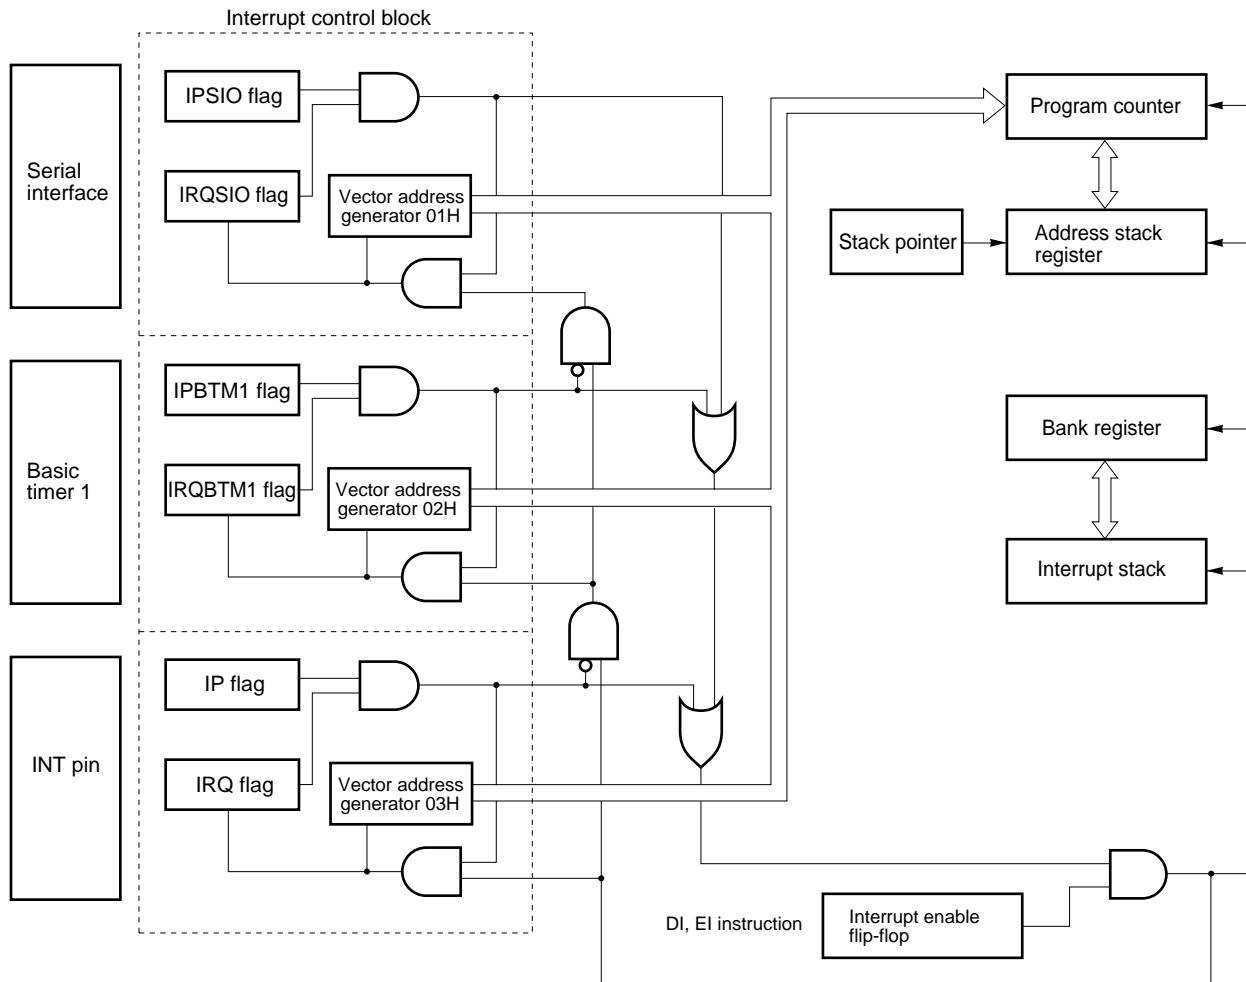 Interrupt control block
Serial
interface
IPSIO flag
IRQSIO flag
Vector address
generator 01H
Program counter
Stack pointer
Address stack
register
Basic
timer 1
IPBTM1 flag
IRQBTM1 flag
Vector address
generator 02H
Bank register
Interrupt stack
INT pin
IP flag
IRQ flag
Vector address
generator 03H
DI, EI instruction
Interrupt enable
flip-flop